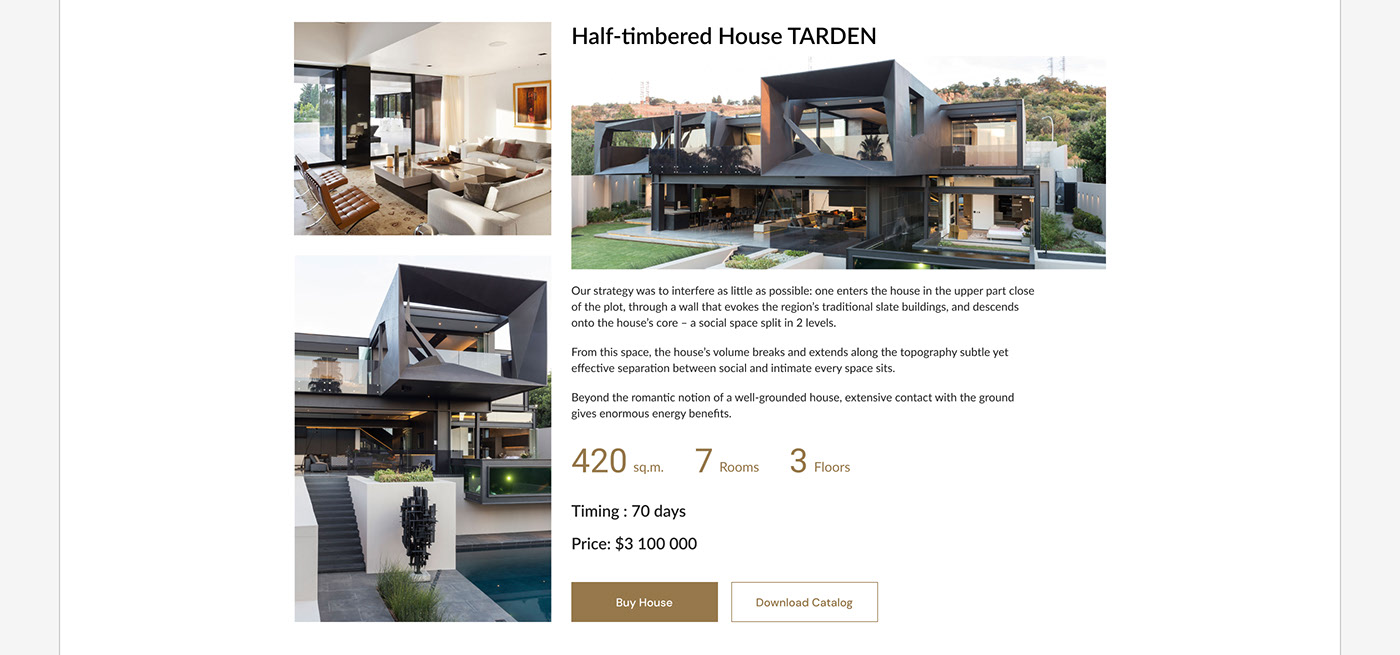 Half-timbered House TARDEN
Our strategy was to interfere as little as possible: one enters the house in the upper part close
of the plot, through a wall that evokes the region’s traditional slate buildings, and descends
onto the house’s core – a social space split in 2 levels.
From this space, the house’s volume breaks and extends along the topography subtle yet
effective separation between social and intimate every space sits.
Beyond the romantic notion of a well-grounded house, extensive contact with the ground
gives enormous energy benefits.
420 sq.m. 7 Rooms 3 Floors
Timing : 70 days
Price: $3 100 000
Buy House Download Catalog